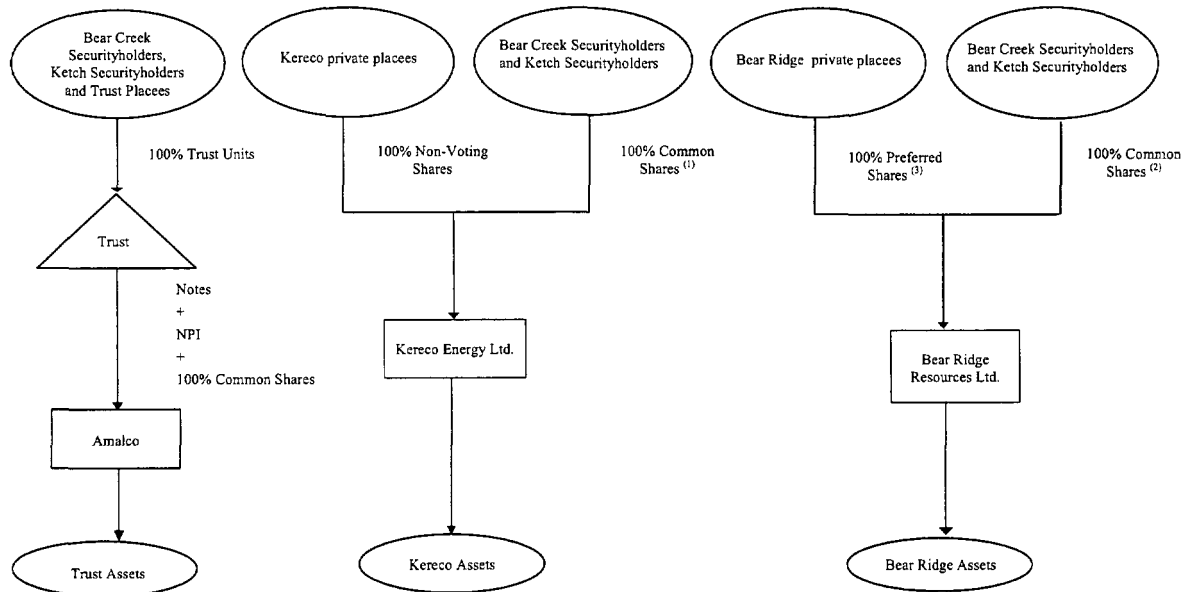 Bear Creek
Securityholders,
Ketch Securityholders
and Trust Placees
Kereco private placees
Bear Creek Securityholders
and Ketch Securityholders
Bear Ridge private placees
Bear Creek Securityholders
and Ketch Securityholders
100% Trust Units
100% Non-Voting
Shares
100% Common
Shares (1)
100% Preferred
Shares (3)
100% Common
Shares (2)
Trust
Notes
+
NPI
+
100% Common Shares
Kereco Energy Ltd.
Bear Ridge
Resources Ltd.
Amalco
Trust Assets
Kereco Assets
Bear Ridge Assets